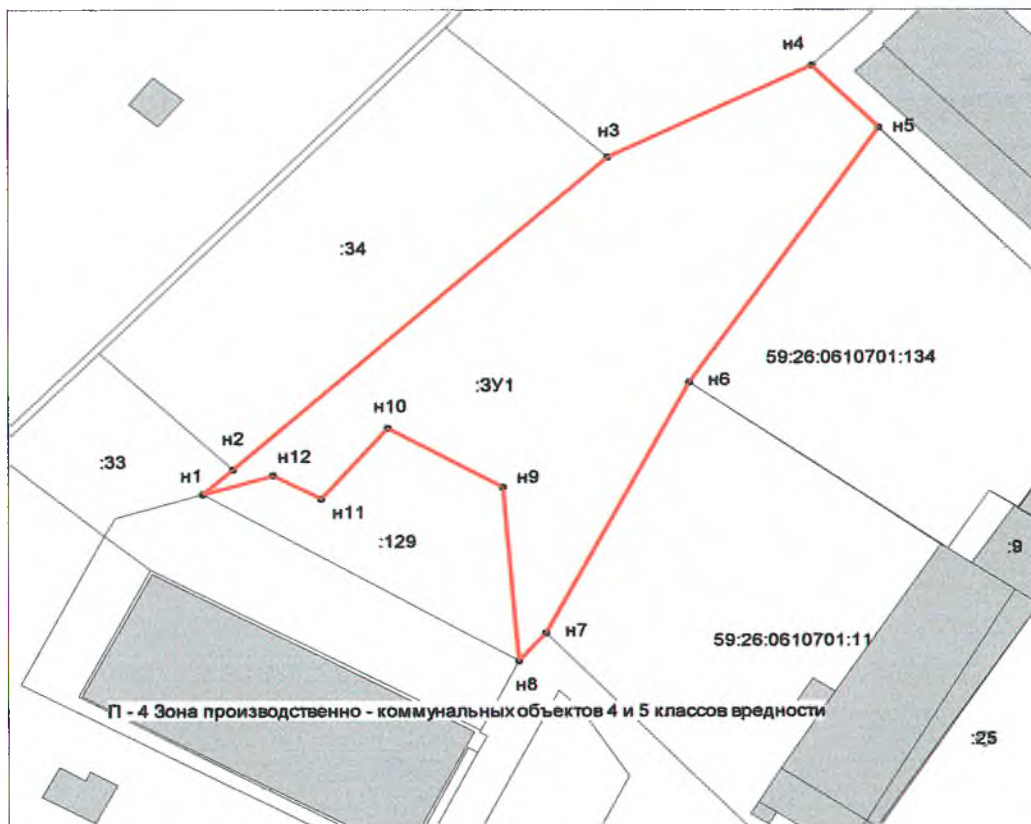 н4
н5
н3
:34
59:26:0610701:134
:ЗУ1
н6
н10
н2
н12
:33
н1
н9
н11
:129
:9
н7
59:26:0610701:11
н8
П - 4 Зона производственно - коммунальных объектов 4 и 5 классов вредности
:25